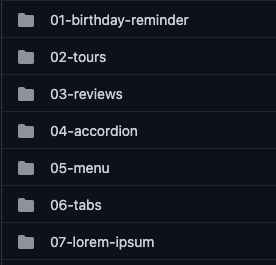 01-birthday-reminder
02-tours
03-reviews
04-accordion
05-menu
06-tabs
07-lorem-ipsum